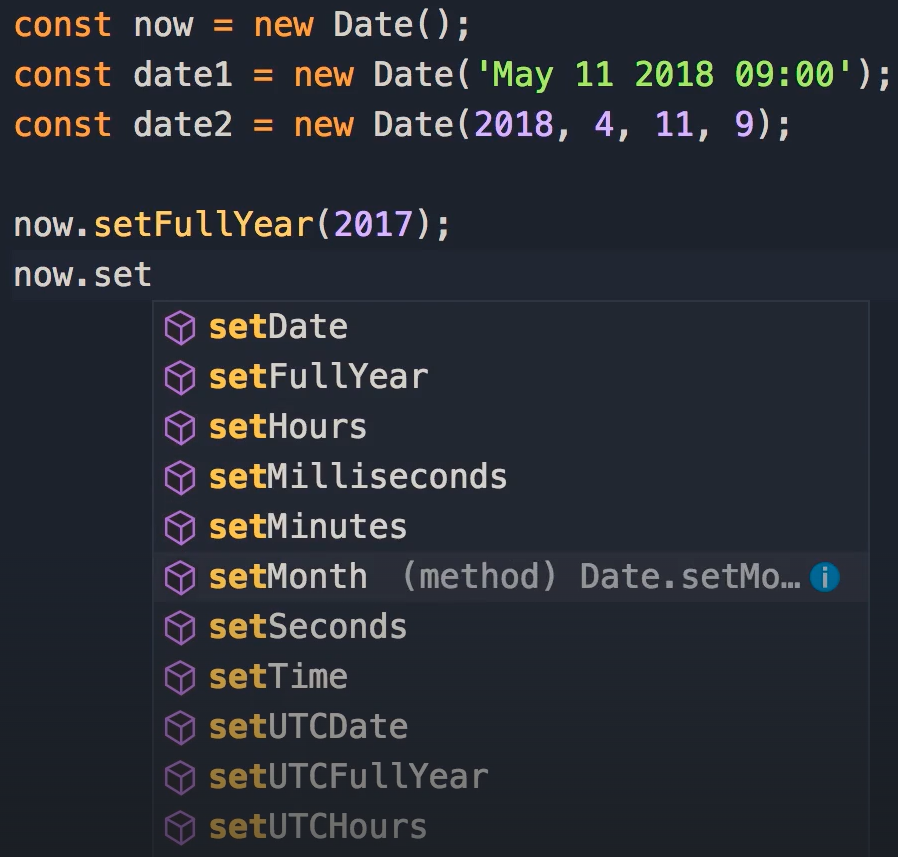 const now = new Date();
const date1 = new Date('May 11 2018 09:00');
const date2 = new Date(2018, 4, 11, 9);
now.setFullYear(2017);
now.set
setDate
setFullYear
setHours
setMilliseconds
setMinutes
setMonth (method) Date.setMo… i
setSeconds
setTime
setUTCDate
setUTCFullYear
setUTCHours